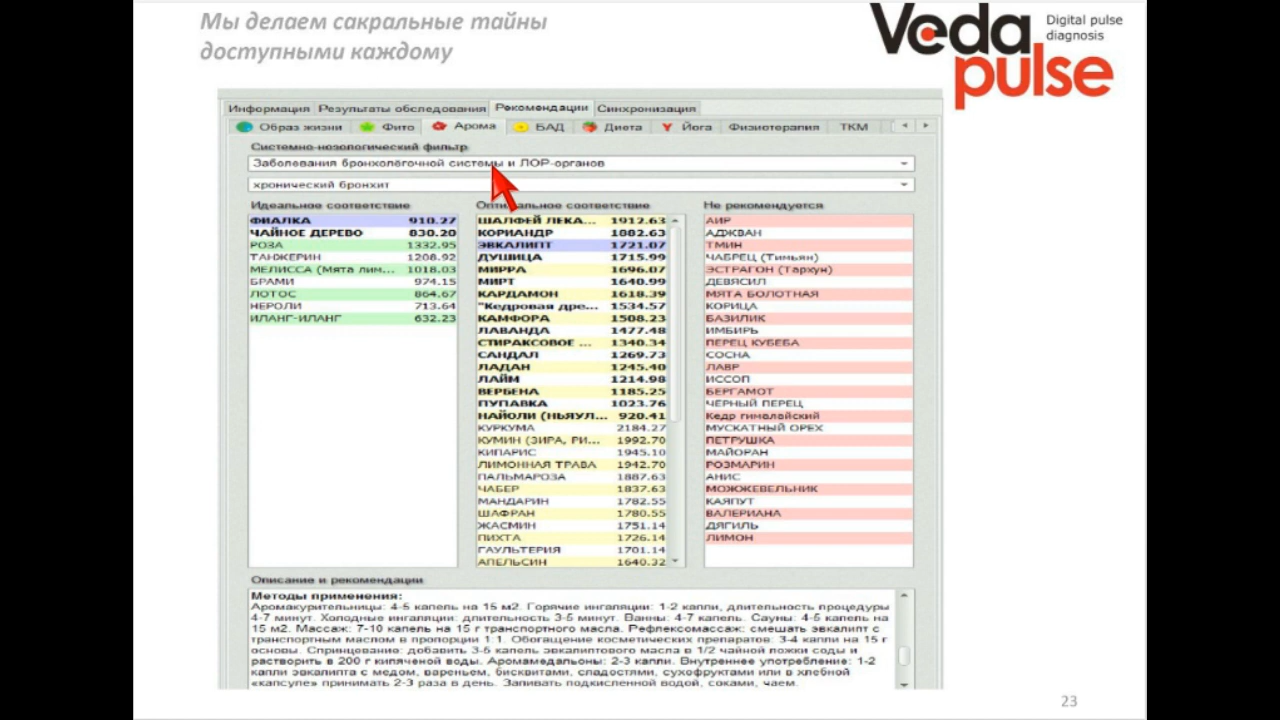 Мы делаем сакральные тайны
доступными каждому
Veda
pulse
Digital pulse
diagnosis
Информация Результаты обследования Рекомендации Синхронизация
Образ жизни Фито Арома БАД Диета Йога Физиотерапия ТКМ
Системно-нозологический фильтр
Заболевания бронхолёгочной системы и ЛОР-органов
хронический бронхит
Идеальное соответствие
ФИАЛКА 910.27
ЧАЙНОЕ ДЕРЕВО 830.20
РОЗА 1332.95
ТАНЖЕРИН 1208.92
МЕЛИССА (Мята лим... 1018.03
БРАМИ 974.15
ЛОТОС 864.67
НЕРОЛИ 713.64
ИЛАНГ-ИЛАНГ 632.23
Оптимальное соответствие
ШАЛФЕЙ ЛЕКА... 1912.63
КОРИАНДР 1882.63
ЭВКАЛИПТ 1721.07
ДУШИЦА 1715.99
МИРРА 1696.07
МИРТ 1640.99
КАРДАМОН 1618.39
"Кедровая дре... 1534.57
КАМФОРА 1508.23
ЛАВАНДА 1477.48
СТИРАКСОВОЕ ... 1340.34
САНДАЛ 1269.73
ЛАДАН 1245.40
ЛАЙМ 1214.98
ВЕРБЕНА 1185.25
ПУПАВКА 1023.76
НАЙОЛИ (НЬЯУЛ... 920.41
КУРКУМА 2184.27
КУМИН (ЗИРА, РИ... 1992.70
КИПАРИС 1945.10
ЛИМОННАЯ ТРАВА 1942.70
ПАЛЬМАРОЗА 1887.63
ЧАБЕР 1837.63
МАНДАРИН 1782.55
ШАФРАН 1780.55
ЖАСМИН 1751.14
ПИХТА 1726.14
ГАУЛЬТЕРИЯ 1701.14
АПЕЛЬСИН 1640.32
Не рекомендуется
АИР
АДЖВАН
ТМИН
ЧАБРЕЦ (Тимьян)
ЭСТРАГОН (Тархун)
ДЕВЯСИЛ
МЯТА БОЛОТНАЯ
КОРИЦА
БАЗИЛИК
ИМБИРЬ
ПЕРЕЦ КУБЕБА
СОСНА
ЛАВР
ИССОП
БЕРГАМОТ
ЧЁРНЫЙ ПЕРЕЦ
Кедр гималайский
МУСКАТНЫЙ ОРЕХ
ПЕТРУШКА
МАЙОРАН
РОЗМАРИН
АНИС
МОЖЖЕВЕЛЬНИК
КАЯПУТ
ВАЛЕРИАНА
ДЯГИЛЬ
ЛИМОН
Описание и рекомендации
Методы применения:
Аромакурительницы: 4-5 капель на 15 м2. Горячие ингаляции: 1-2 капли, длительность процедуры
4-7 минут. Холодные ингаляции: длительность 3-5 минут. Ванны: 4-7 капель. Сауны: 4-5 капель на
15 м2. Массаж: 7-10 капель на 15 г транспортного масла. Рефлексомассаж: смешать эвкалипт с
транспортным маслом в пропорции 1:1. Обогащение косметических препаратов: 3-4 капли на 15 г
основы. Спринцевание: добавить 3-5 капель эвкалиптового масла в 1/2 чайной ложки соды и
растворить в 200 г кипяченой воды. Аромамедальоны: 2-3 капли. Внутреннее употребление: 1-2
капли эвкалипта с медом, вареньем, бисквитами, сладостями, сухофруктами или в хлебной
«капсуле» принимать 2-3 раза в день. Запивать подкисленной водой, соками, чаем.
23